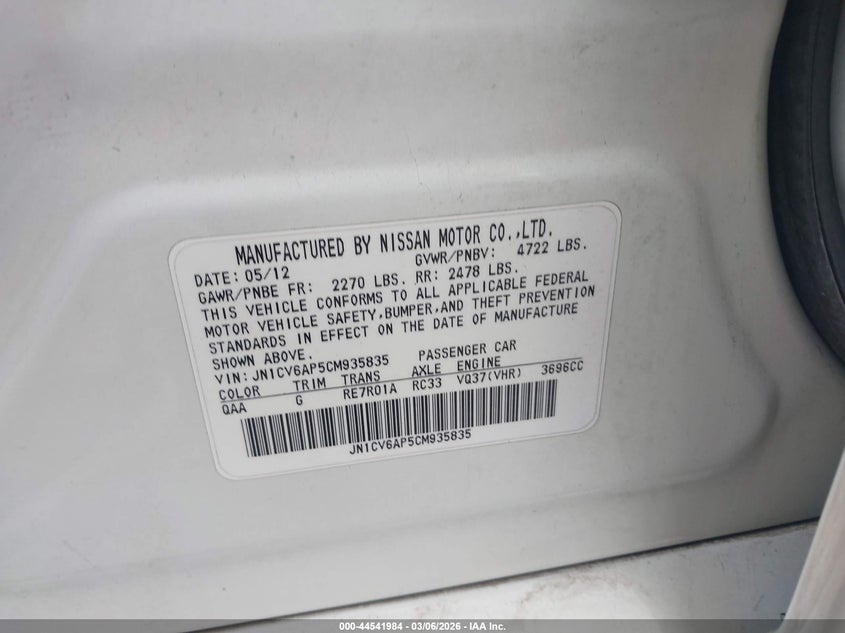 MANUFACTURED BY NISSAN MOTOR CO.,LTD.
DATE: 05/12 GVWR/PNBV: 4722 LBS.
GAWR/PNBE FR: 2270 LBS. RR: 2478 LBS.
THIS VEHICLE CONFORMS TO ALL APPLICABLE FEDERAL
MOTOR VEHICLE SAFETY,BUMPER,AND THEFT PREVENTION
STANDARDS IN EFFECT ON THE DATE OF MANUFACTURE
SHOWN ABOVE.
VIN: JN1CV6AP5CM935835 PASSENGER CAR
COLOR TRIM TRANS AXLE ENGINE
QAA G RE7R01A RC33 VQ37(VHR) 3696CC
JN1CV6AP5CM935835
000-44541984 - 03/06/2026 - IAA Inc.